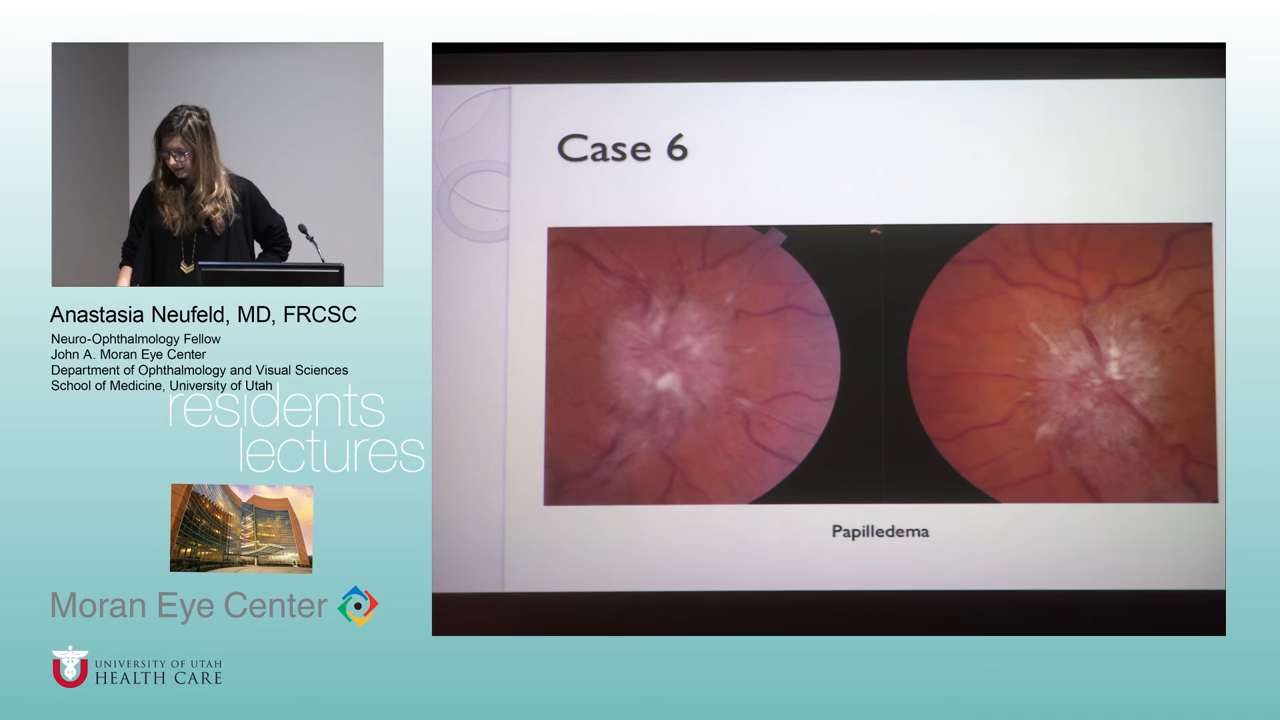 Anastasia Neufeld, MD, FRCSC
Neuro-Ophthalmology Fellow
John A. Moran Eye Center
Department of Ophthalmology and Visual Sciences
School of Medicine, University of Utah
residents
lectures
Moran Eye Center
U
UNIVERSITY OF UTAH
HEALTH CARE
Case 6
Papilledema